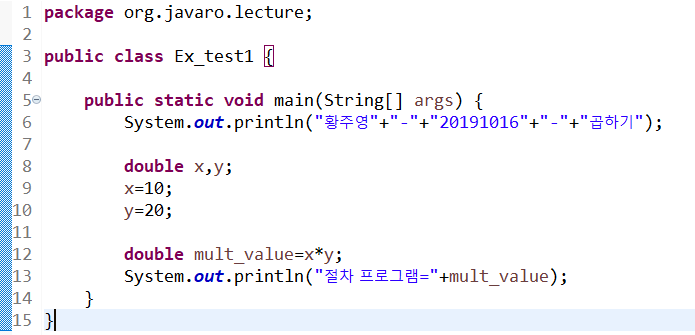 1 package org.javaro.lecture;
2
3 public class Ex_test1 {
4
5 public static void main(String[] args) {
6 System.out.println("황주영"+"-"+"20191016"+"-"+"곱하기");
7
8 double x,y;
9 x=10;
10 y=20;
11
12 double mult_value=x*y;
13 System.out.println("절차 프로그램="+mult_value);
14 }
15 }